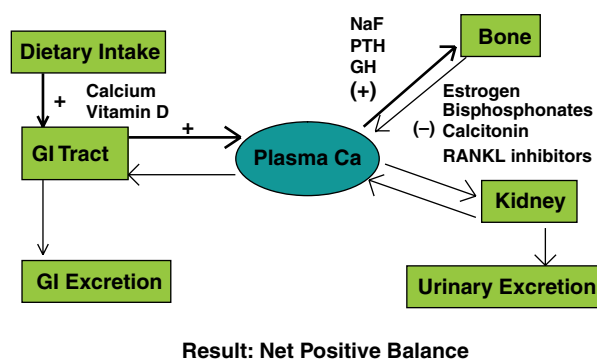 Dietary Intake
+
Calcium
Vitamin D
GI Tract
+
Plasma Ca
GI Excretion
NaF
PTH
GH
(+)
Bone
Estrogen
Bisphosphonates
(–) Calcitonin
RANKL inhibitors
Kidney
Urinary Excretion
Result: Net Positive Balance